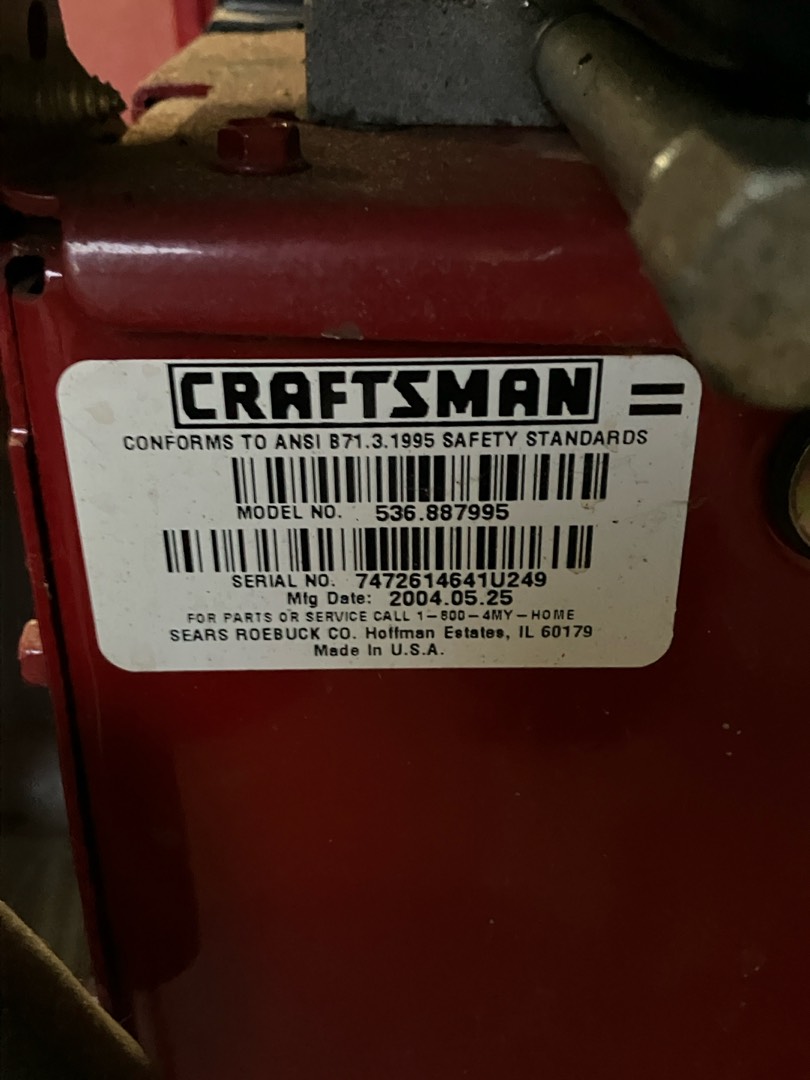 CRAFTSMAN =
CONFORMS TO ANSI B71.3.1995 SAFETY STANDARDS
MODEL NO. 536.887995
SERIAL NO. 7472614641U249
Mfg Date: 2004.05.25
FOR PARTS OR SERVICE CALL 1-800-4MY-HOME
SEARS ROEBUCK CO. Hoffman Estates, IL 60179
Made In U.S.A.